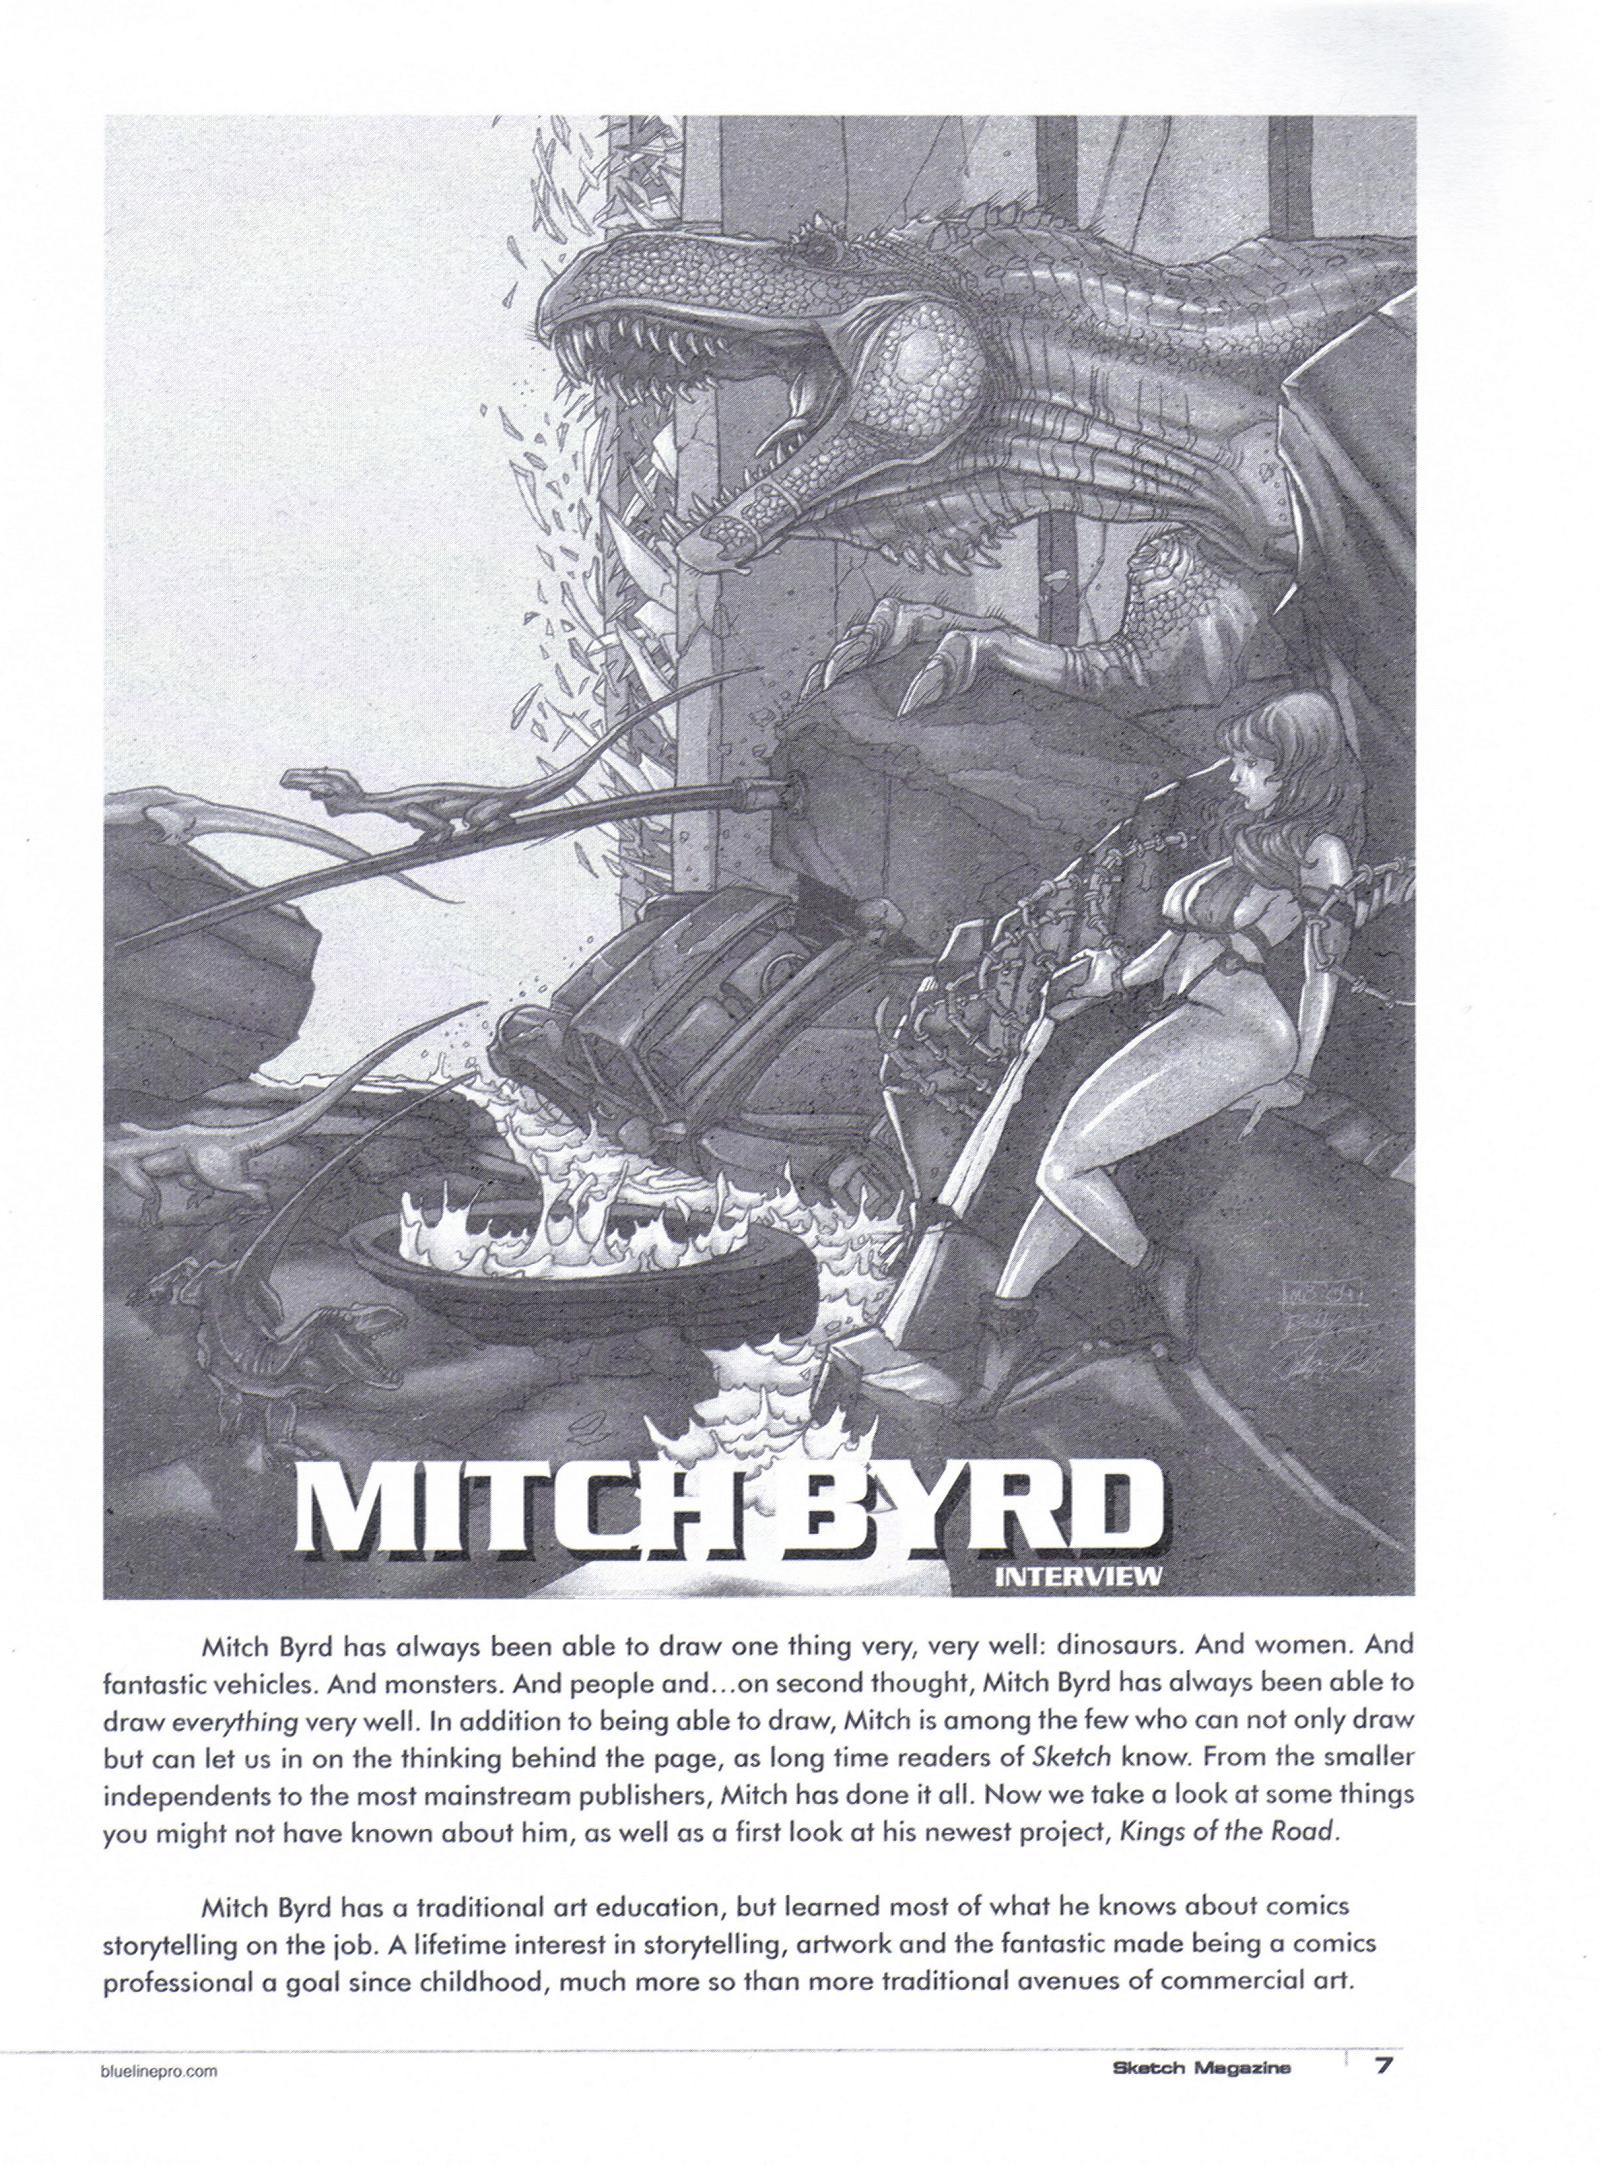 MITCH BYRD
INTERVIEW
Mitch Byrd has always been able to draw one thing very, very well: dinosaurs. And women. And
fantastic vehicles. And monsters. And people and...on second thought, Mitch Byrd has always been able to
draw everything very well. In addition to being able to draw, Mitch is among the few who can not only draw
but can let us in on the thinking behind the page, as long time readers of Sketch know. From the smaller
independents to the most mainstream publishers, Mitch has done it all. Now we take a look at some things
you might not have known about him, as well as a first look at his newest project, Kings of the Road.
Mitch Byrd has a traditional art education, but learned most of what he knows about comics
storytelling on the job. A lifetime interest in storytelling, artwork and the fantastic made being a comics
professional a goal since childhood, much more so than more traditional avenues of commercial art.
bluelinepro.com
Sketch Magazine
7